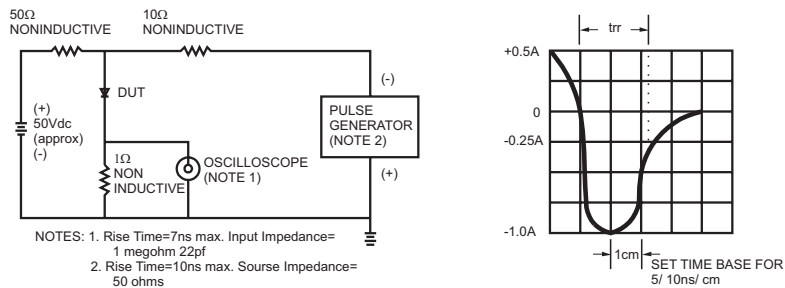 50Ω
NONINDUCTIVE
10Ω
NONINDUCTIVE
DUT
(+)
50Vdc
(approx)
(-)
1Ω
NON
INDUCTIVE
OSCILLOSCOPE
(NOTE 1)
(-)
PULSE
GENERATOR
(NOTE 2)
(+)
NOTES: 1. Rise Time=7ns max. Input Impedance=
1 megohm 22pf
2. Rise Time=10ns max. Sourse Impedance=
50 ohms
trr
+0.5A
0
-0.25A
-1.0A
1cm
SET TIME BASE FOR
5/ 10ns/ cm